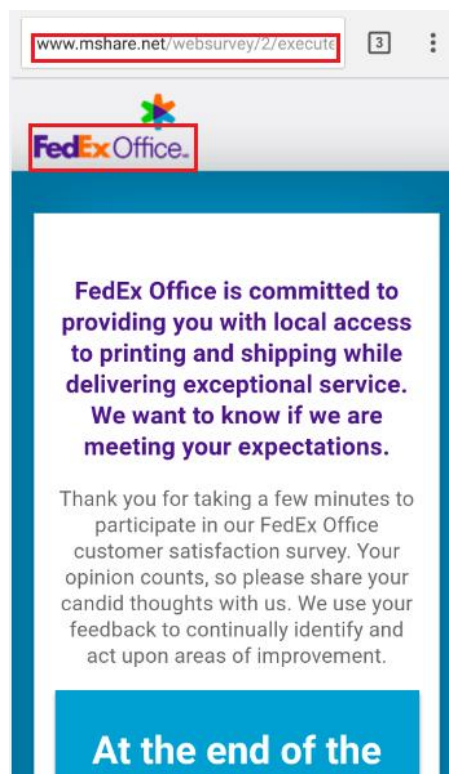 www.mshare.net/websurvey/2/execute
3
FedEx Office
FedEx Office is committed to
providing you with local access
to printing and shipping while
delivering exceptional service.
We want to know if we are
meeting your expectations.
Thank you for taking a few minutes to
participate in our FedEx Office
customer satisfaction survey. Your
opinion counts, so please share your
candid thoughts with us. We use your
feedback to continually identify and
act upon areas of improvement.
At the end of the